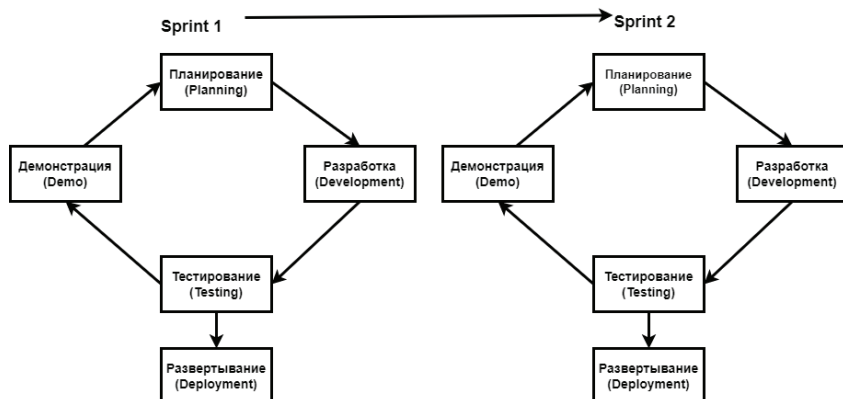 Sprint 1
Sprint 2
Планирование
(Planning)
Планирование
(Planning)
Демонстрация
(Demo)
Разработка
(Development)
Демонстрация
(Demo)
Разработка
(Development)
Тестирование
(Testing)
Тестирование
(Testing)
Развертывание
(Deployment)
Развертывание
(Deployment)